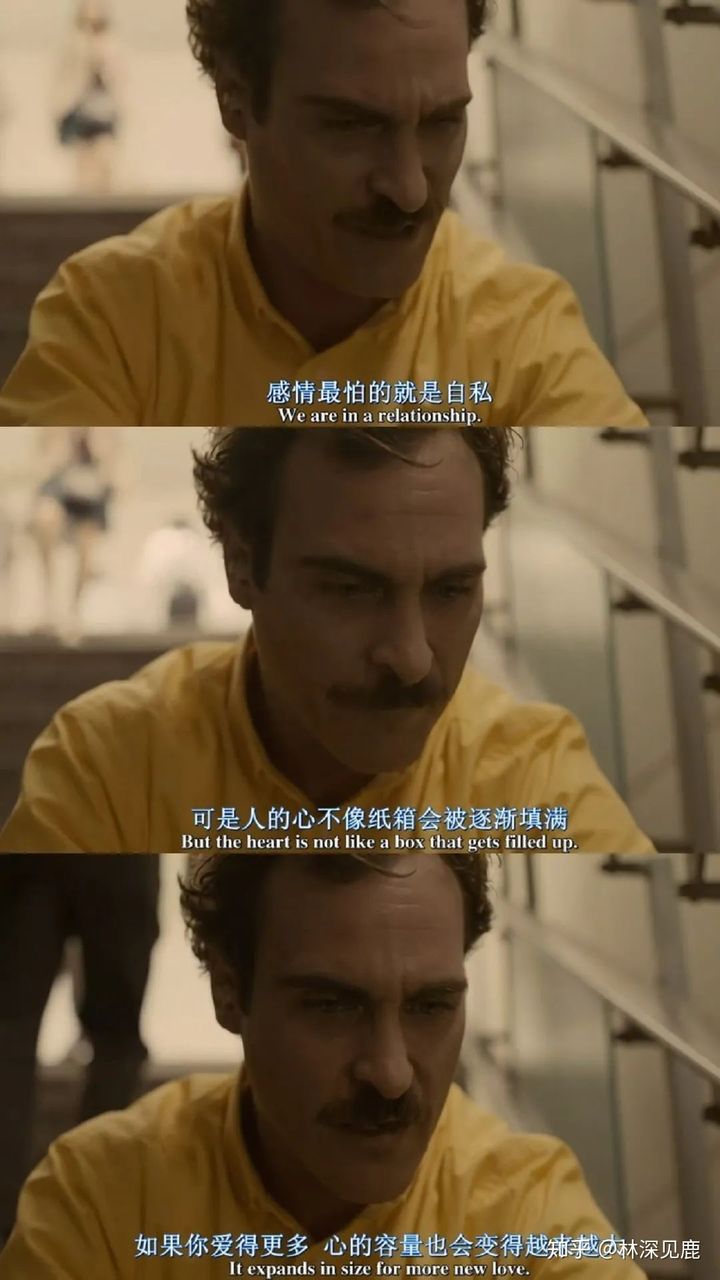 感情最怕的就是自私
We are in a relationship.
可是人的心不像纸箱会被逐渐填满
But the heart is not like a box that gets filled up.
如果你爱得更多 心的容量也会变得越来越大
知乎 @林深见鹿
It expands in size for more new love.